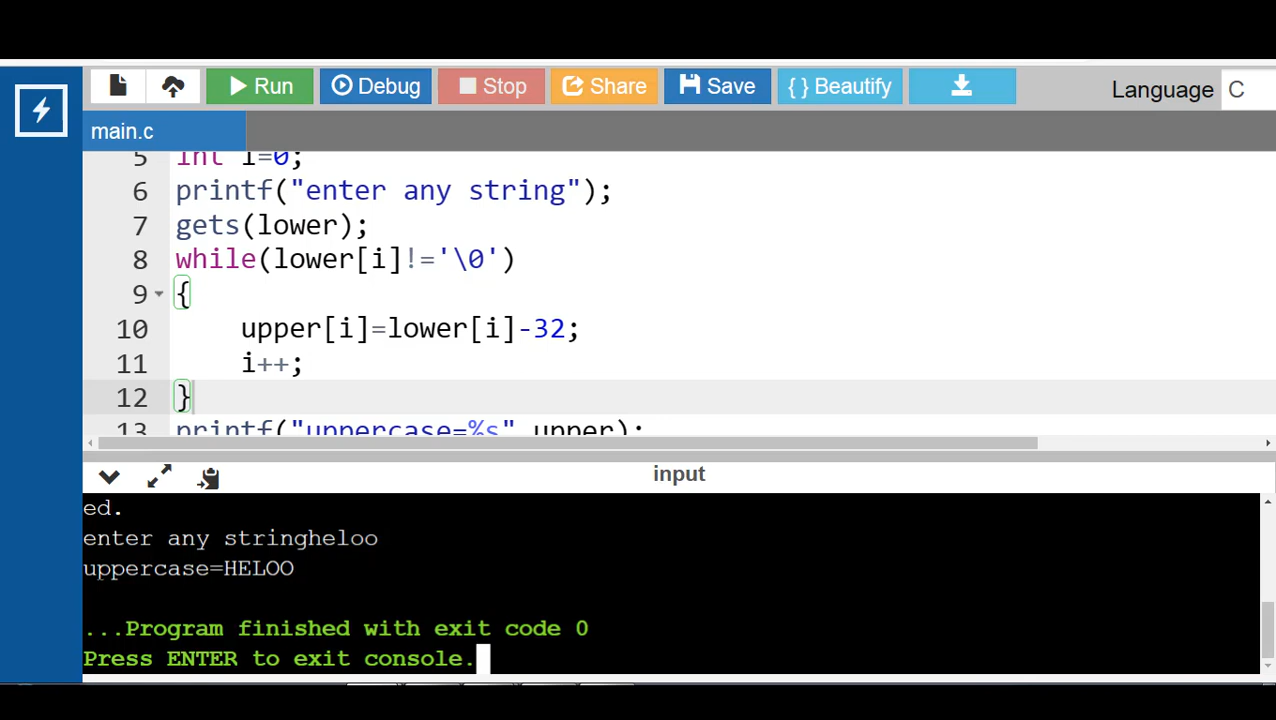 Run Debug Stop Share Save { } Beautify Language C
main.c
5 int i=0;
6 printf("enter any string");
7 gets(lower);
8 while(lower[i]!='\0')
9 {
10 upper[i]=lower[i]-32;
11 i++;
12 }
13 printf("uppercase=%s",upper);
input
ed.
enter any stringheloo
uppercase=HELOO
...Program finished with exit code 0
Press ENTER to exit console.